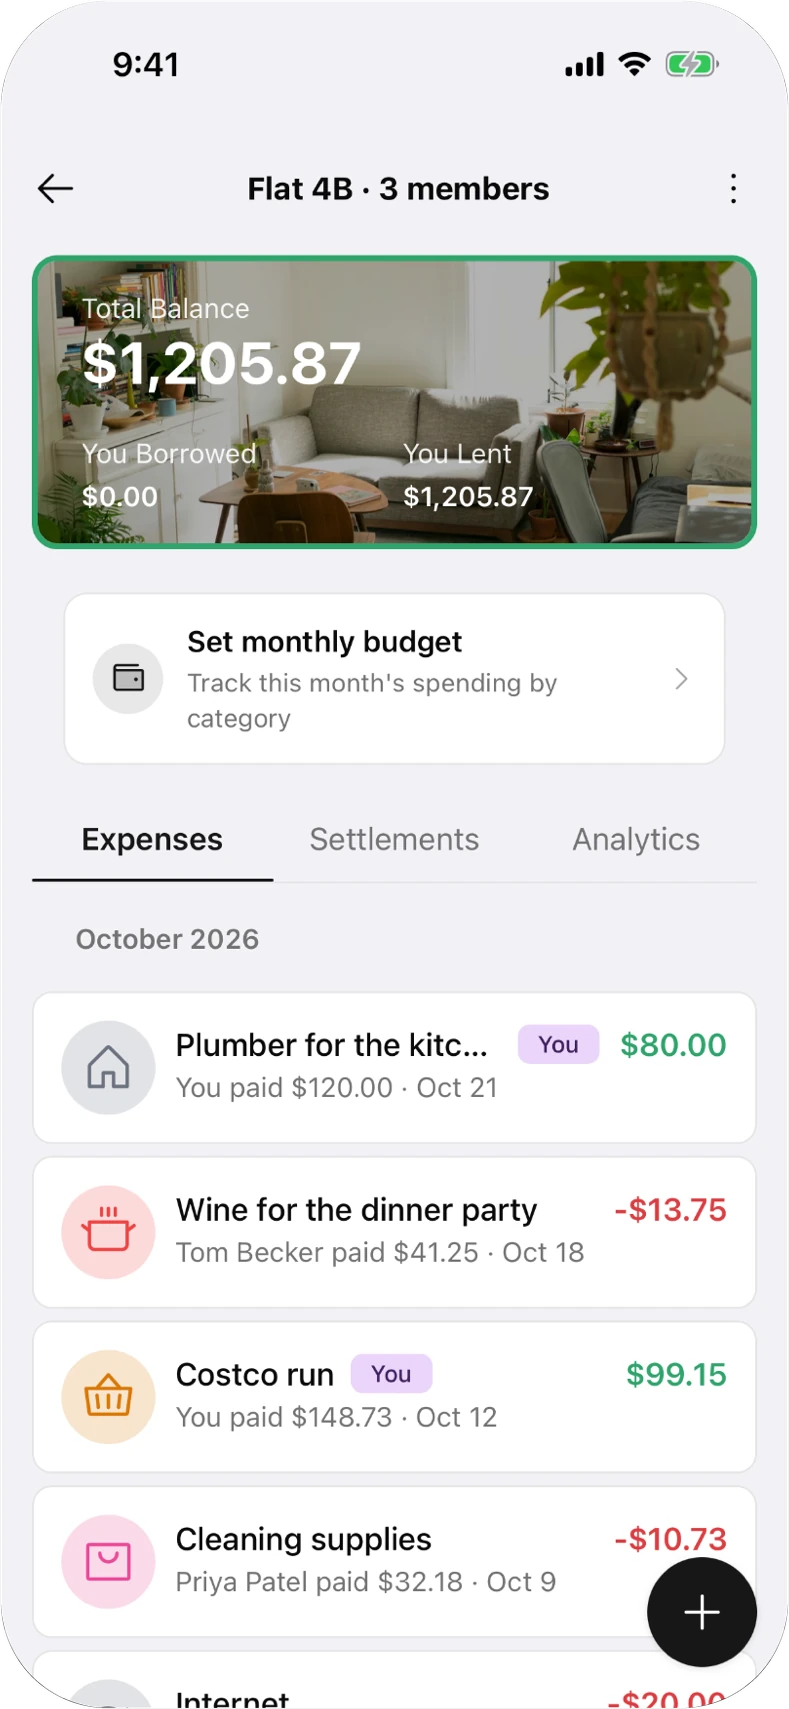 9:41
Flat 4B · 3 members
Total Balance
$1,205.87
You Borrowed
You Lent
$0.00
$1,205.87
Set monthly budget
Track this month's spending by
category
Expenses
Settlements
Analytics
October 2026
Plumber for the kitc...
You
$80.00
You paid $120.00 · Oct 21
Wine for the dinner party
-$13.75
Tom Becker paid $41.25 · Oct 18
Costco run
You
$99.15
You paid $148.73 · Oct 12
Cleaning supplies
-$10.73
Priya Patel paid $32.18 · Oct 9
Internet
-$20.00